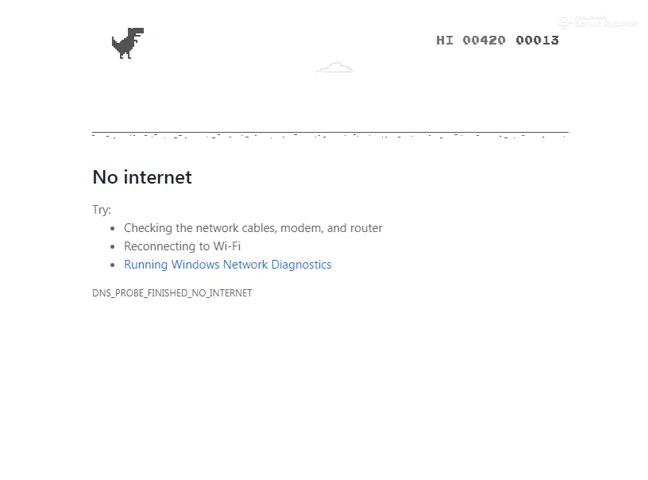 HI 00420 00013
No internet
Try:
• Checking the network cables, modem, and router
• Reconnecting to Wi-Fi
• Running Windows Network Diagnostics
DNS_PROBE_FINISHED_NO_INTERNET